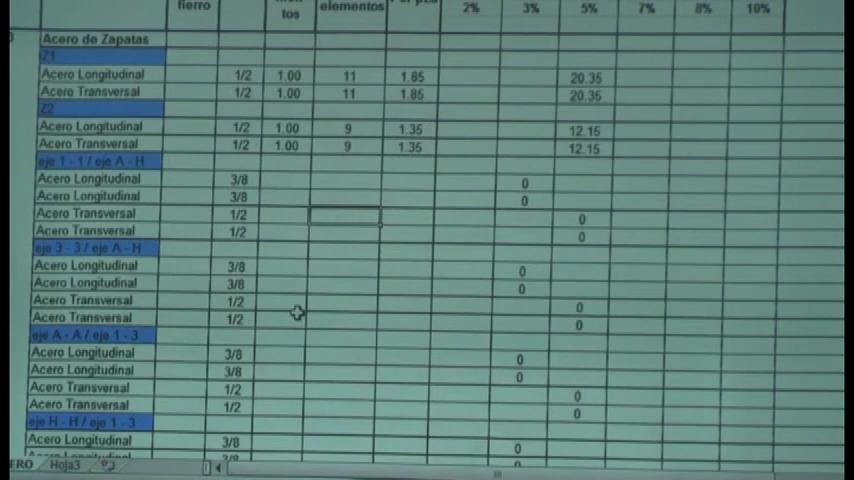 fierro tos elementos 2% 3% 5% 7% 8% 10%
Acero de Zapatas
Z1
Acero Longitudinal 1/2 1.00 11 1.85 20.35
Acero Transversal 1/2 1.00 11 1.85 20.35
Z2
Acero Longitudinal 1/2 1.00 9 1.35 12.15
Acero Transversal 1/2 1.00 9 1.35 12.15
eje 1 - 1 / eje A - H
Acero Longitudinal 3/8 0
Acero Longitudinal 3/8 0
Acero Transversal 1/2 0
Acero Transversal 1/2 0
eje 3 - 3 / eje A - H
Acero Longitudinal 3/8 0
Acero Longitudinal 3/8 0
Acero Transversal 1/2 0
Acero Transversal 1/2 0
eje A - A / eje 1 - 3
Acero Longitudinal 3/8 0
Acero Longitudinal 3/8 0
Acero Transversal 1/2 0
Acero Transversal 1/2 0
eje H - H / eje 1 - 3
Acero Longitudinal 3/8 0
Acero Longitudinal 3/8 0
FRO Hoja3